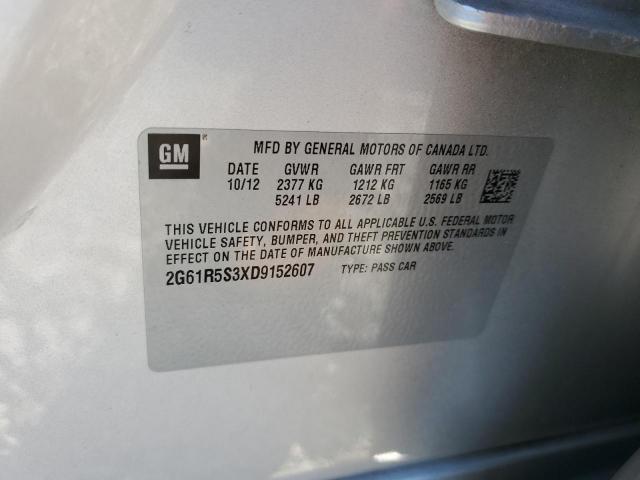 GM
MFD BY GENERAL MOTORS OF CANADA LTD.
DATE GVWR GAWR FRT GAWR RR
10/12 2377 KG 1212 KG 1165 KG
5241 LB 2672 LB 2569 LB
THIS VEHICLE CONFORMS TO ALL APPLICABLE U.S. FEDERAL MOTOR
VEHICLE SAFETY, BUMPER, AND THEFT PREVENTION STANDARDS IN
EFFECT ON THE DATE OF MANUFACTURE SHOWN ABOVE.
2G61R5S3XD9152607 TYPE: PASS CAR